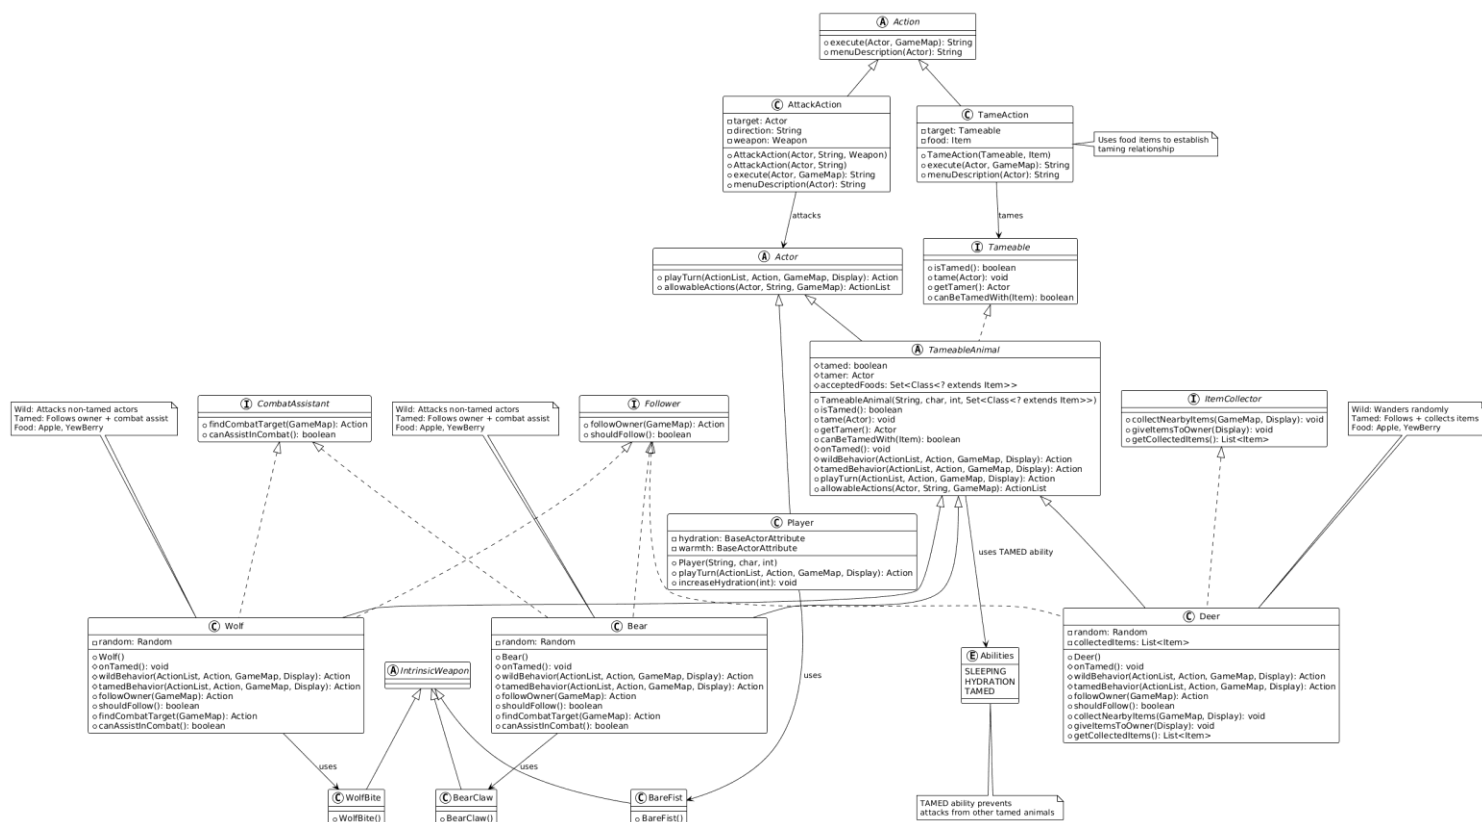 A Action
execute(Actor, GameMap): String
menuDescription(Actor): String
C AttackAction
target: Actor
direction: String
weapon: Weapon
AttackAction(Actor, String, Weapon)
AttackAction(Actor, String)
execute(Actor, GameMap): String
menuDescription(Actor): String
C TameAction
target: Tameable
food: Item
TameAction(Tameable, Item)
execute(Actor, GameMap): String
menuDescription(Actor): String
Uses food items to establish
taming relationship
attacks
tames
A Actor
playTurn(ActionList, Action, GameMap, Display): Action
allowableActions(Actor, String, GameMap): ActionList
I Tameable
isTamed(): boolean
tame(Actor): void
getTamer(): Actor
canBeTamedWith(Item): boolean
A TameableAnimal
tamed: boolean
tamer: Actor
acceptedFoods: Set<Class<? extends Item>>
TameableAnimal(String, char, int, Set<Class<? extends Item>>)
isTamed(): boolean
tame(Actor): void
getTamer(): Actor
canBeTamedWith(Item): boolean
onTamed(): void
wildBehavior(ActionList, Action, GameMap, Display): Action
tamedBehavior(ActionList, Action, GameMap, Display): Action
playTurn(ActionList, Action, GameMap, Display): Action
allowableActions(Actor, String, GameMap): ActionList
Wild: Attacks non-tamed actors
Tamed: Follows owner + combat assist
Food: Apple, YewBerry
I CombatAssistant
findCombatTarget(GameMap): Action
canAssistInCombat(): boolean
Wild: Attacks non-tamed actors
Tamed: Follows owner + combat assist
Food: Apple, YewBerry
I Follower
followOwner(GameMap): Action
shouldFollow(): boolean
I ItemCollector
collectNearbyItems(GameMap, Display): void
giveItemsToOwner(Display): void
getCollectedItems(): List<Item>
Wild: Wanders randomly
Tamed: Follows + collects items
Food: Apple, YewBerry
C Player
hydration: BaseActorAttribute
warmth: BaseActorAttribute
Player(String, char, int)
playTurn(ActionList, Action, GameMap, Display): Action
increaseHydration(int): void
uses TAMED ability
C Wolf
random: Random
Wolf()
onTamed(): void
wildBehavior(ActionList, Action, GameMap, Display): Action
tamedBehavior(ActionList, Action, GameMap, Display): Action
followOwner(GameMap): Action
shouldFollow(): boolean
findCombatTarget(GameMap): Action
canAssistInCombat(): boolean
A IntrinsicWeapon
C Bear
random: Random
Bear()
onTamed(): void
wildBehavior(ActionList, Action, GameMap, Display): Action
tamedBehavior(ActionList, Action, GameMap, Display): Action
followOwner(GameMap): Action
shouldFollow(): boolean
findCombatTarget(GameMap): Action
canAssistInCombat(): boolean
uses
E Abilities
SLEEPING
HYDRATION
TAMED
C Deer
random: Random
collectedItems: List<Item>
Deer()
onTamed(): void
wildBehavior(ActionList, Action, GameMap, Display): Action
tamedBehavior(ActionList, Action, GameMap, Display): Action
followOwner(GameMap): Action
shouldFollow(): boolean
collectNearbyItems(GameMap, Display): void
giveItemsToOwner(Display): void
getCollectedItems(): List<Item>
uses
uses
C WolfBite
WolfBite()
C BearClaw
BearClaw()
C BareFist
BareFist()
TAMED ability prevents
attacks from other tamed animals